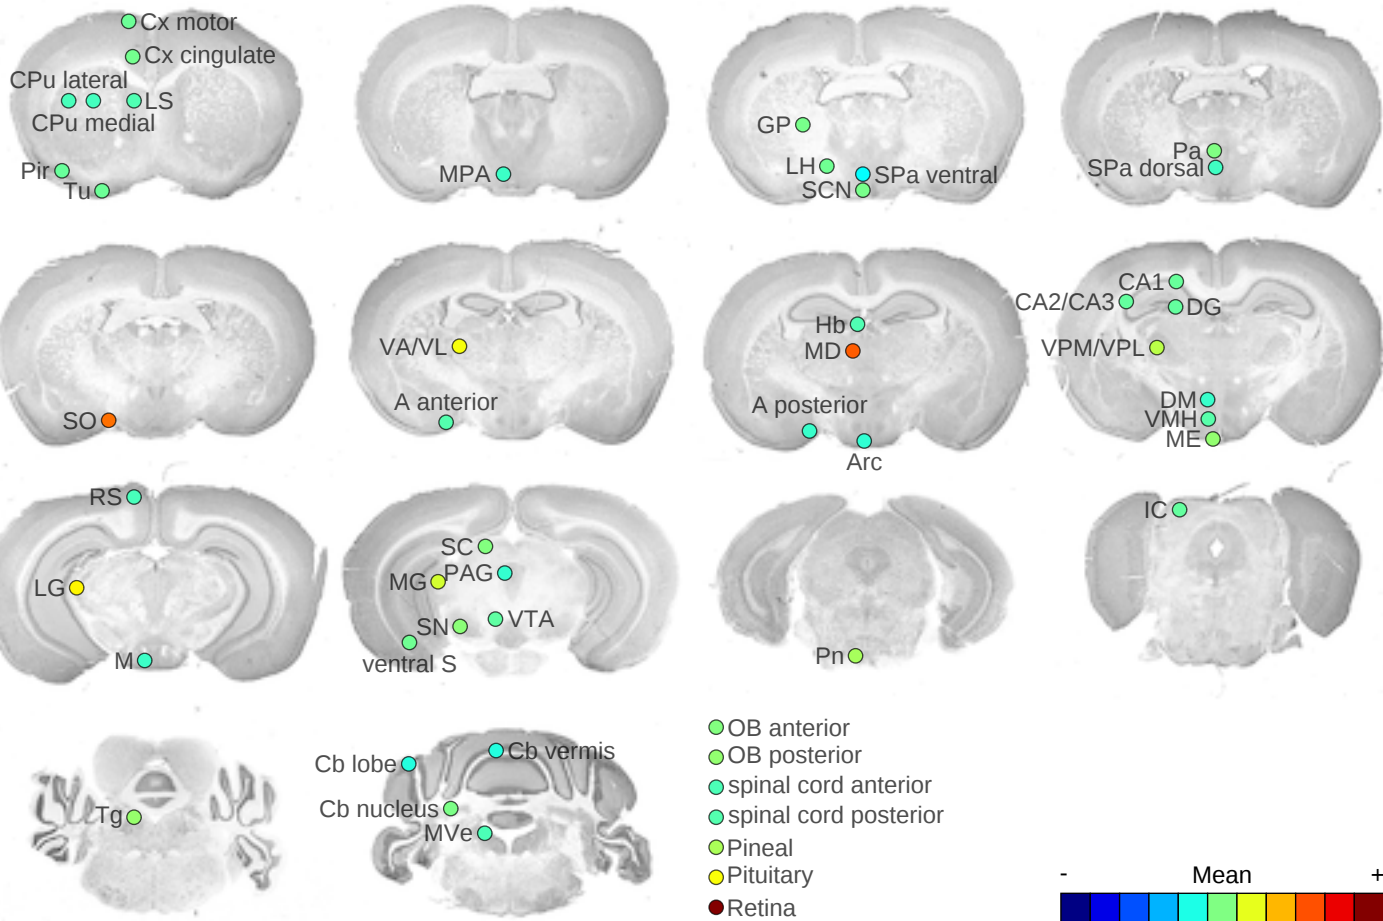 Cx motor
Cx cingulate
CPu lateral
LS
CPu medial
Pir
Tu
MPA
GP
LH
SPa ventral
SCN
Pa
SPa dorsal
SO
VA/VL
A anterior
Hb
MD
A posterior
Arc
CA1
CA2/CA3
DG
VPM/VPL
DM
VMH
ME
RS
LG
M
SC
PAG
MG
VTA
SN
ventral S
Pn
IC
Tg
Cb vermis
Cb lobe
Cb nucleus
MVe
OB anterior
OB posterior
spinal cord anterior
spinal cord posterior
Pineal
Pituitary
Retina
- Mean +